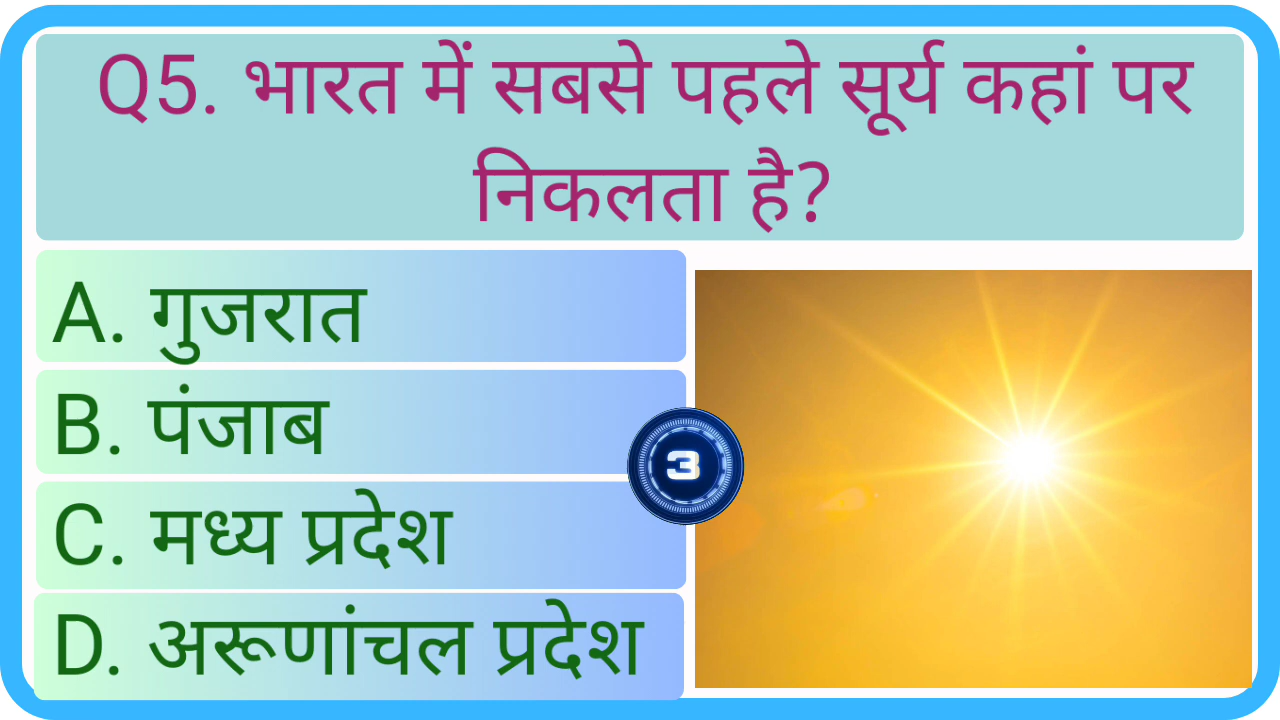 Q5. भारत में सबसे पहले सूर्य कहां पर
निकलता है?
A. गुजरात
B. पंजाब
3
C. मध्य प्रदेश
D. अरूणांचल प्रदेश